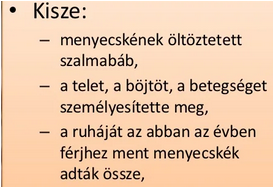 • Kisze:
– menyecskének öltöztetett
szalmabáb,
– a telet, a böjtöt, a betegséget
személyesítette meg,
– a ruháját az abban az évben
férjhez ment menyecskék
adták össze,